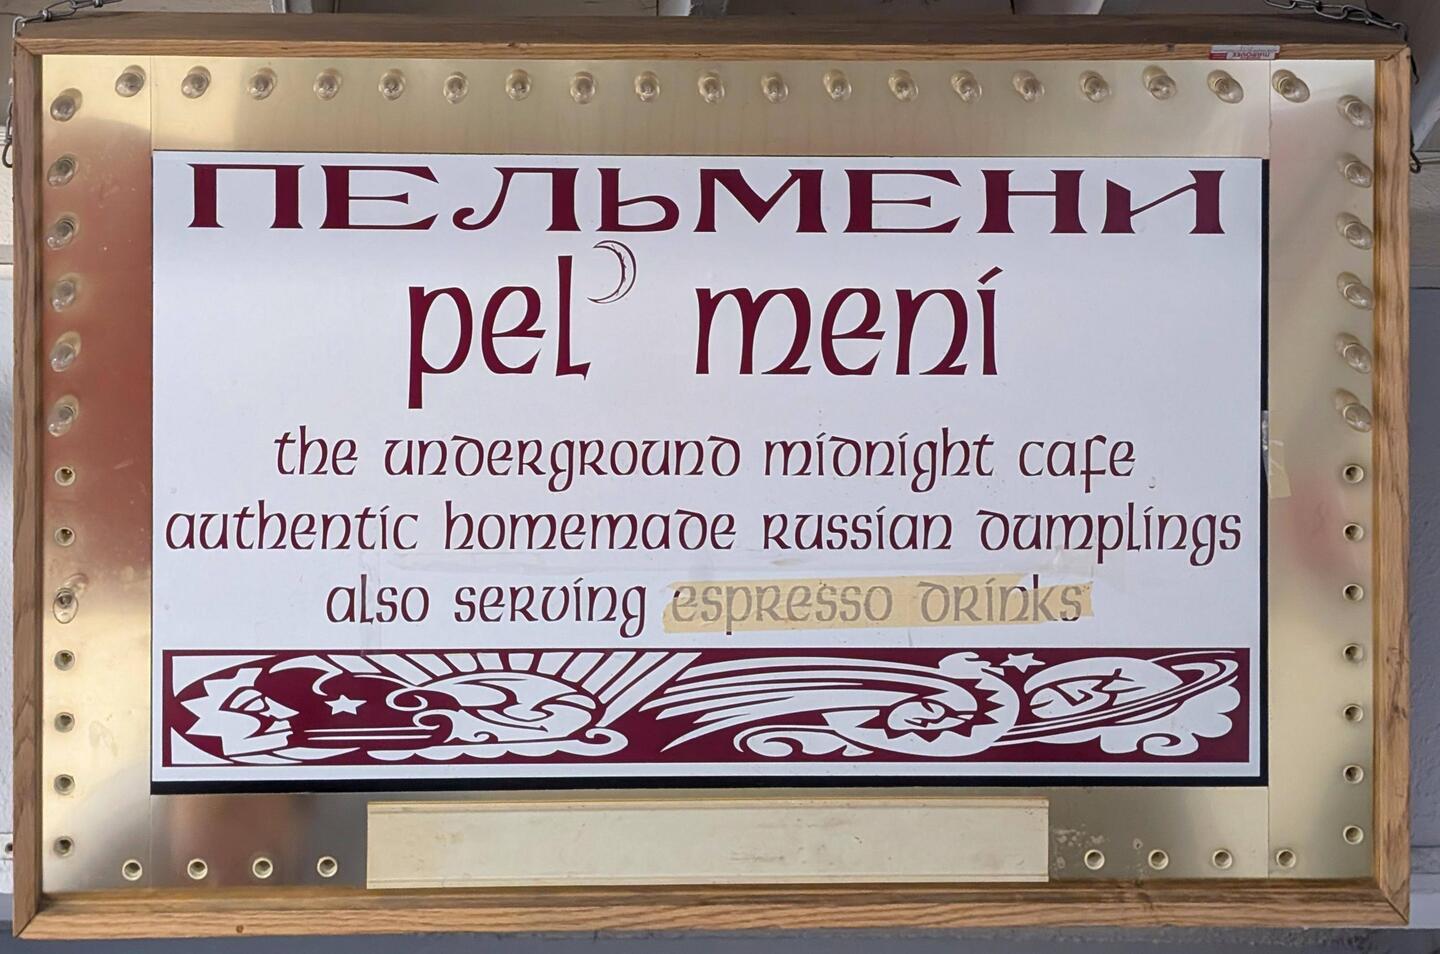 ПЕЛЬМЕНИ
pel' meni
the underground midnight cafe
authentic homemade russian dumplings
also serving espresso drinks